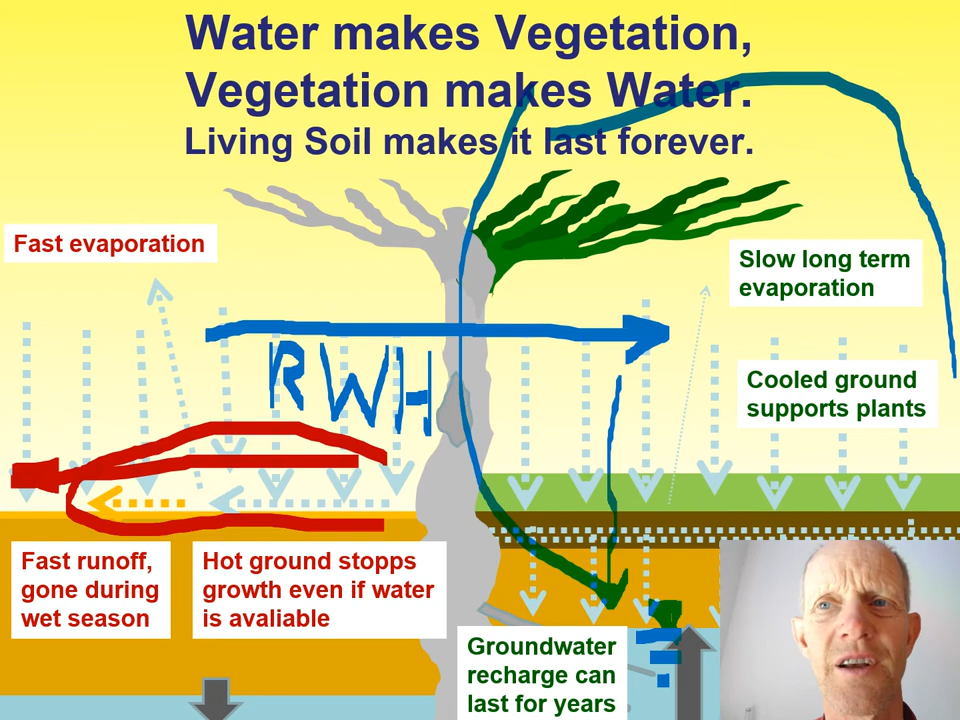 Water makes Vegetation,
Vegetation makes Water.
Living Soil makes it last forever.
Fast evaporation
Slow long term
evaporation
RWH
Cooled ground
supports plants
Fast runoff,
gone during
wet season
Hot ground stopps
growth even if water
is avaliable
Groundwater
recharge can
last for years